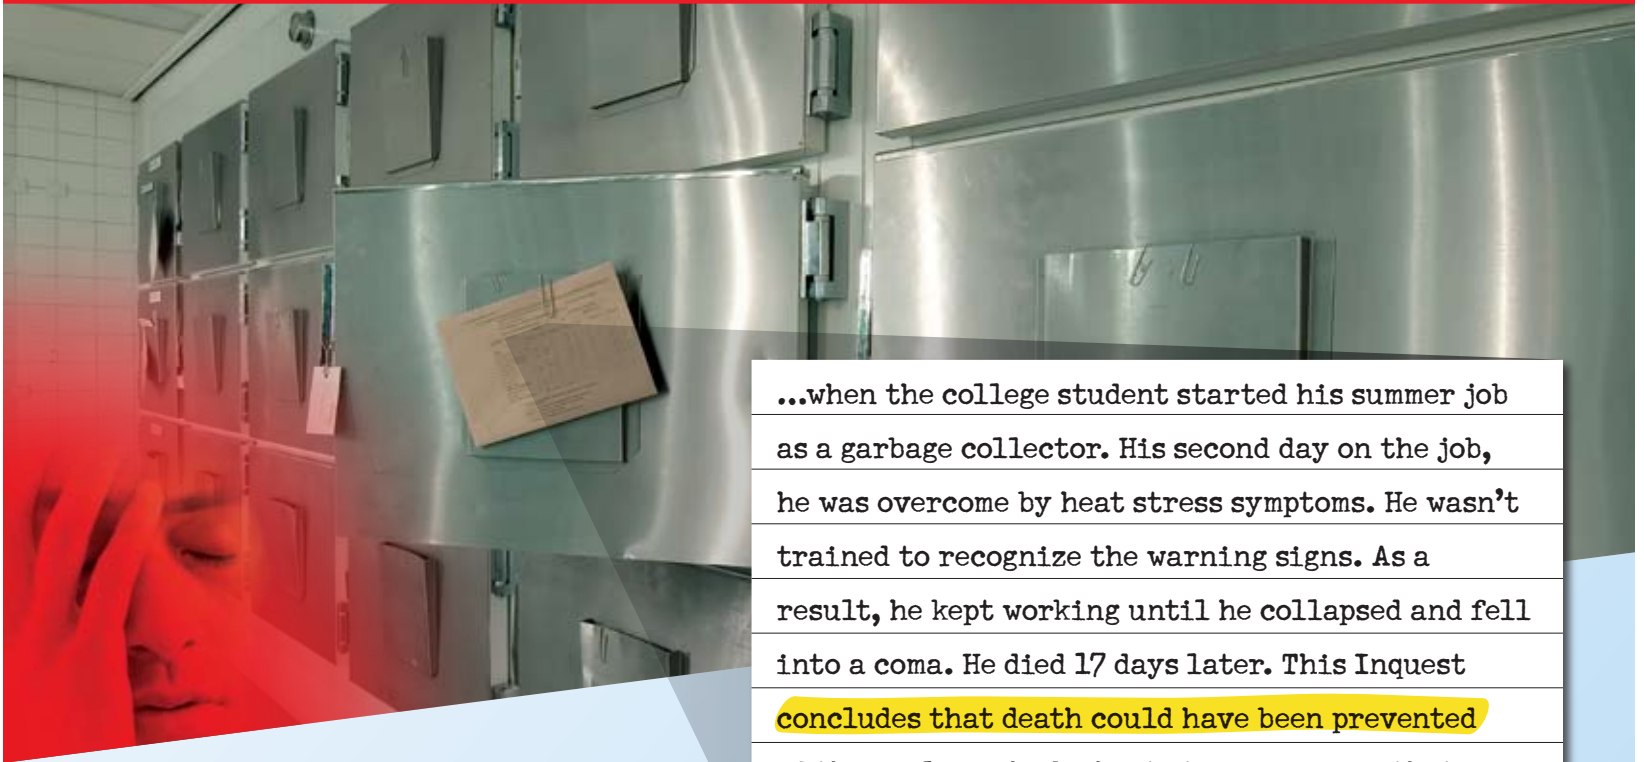 ...when the college student started his summer job
as a garbage collector. His second day on the job,
he was overcome by heat stress symptoms. He wasn't
trained to recognize the warning signs. As a
result, he kept working until he collapsed and fell
into a coma. He died 17 days later. This Inquest
concludes that death could have been prevented